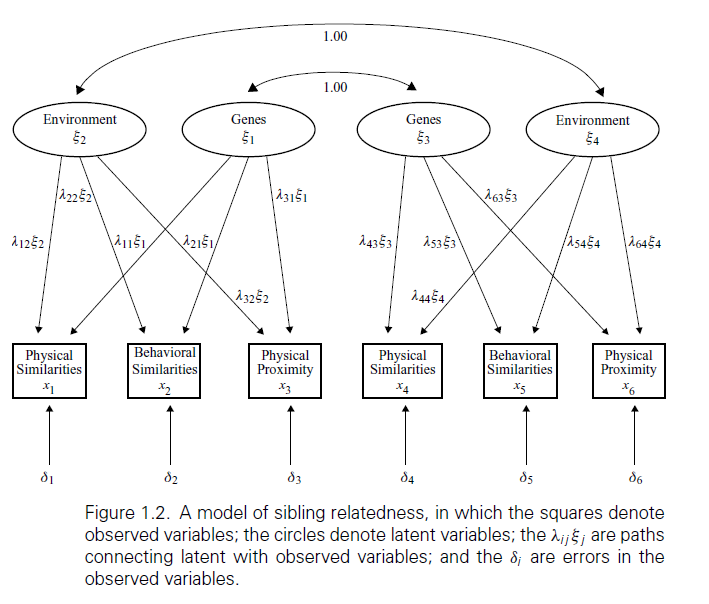 1.00
1.00
Environment
ξ2
Genes
ξ1
Genes
ξ3
Environment
ξ4
λ22ξ2
λ31ξ1
λ63ξ3
λ12ξ2
λ11ξ1
λ21ξ1
λ43ξ3
λ53ξ3
λ54ξ4
λ64ξ4
λ32ξ2
λ44ξ4
Physical
Similarities
x1
Behavioral
Similarities
x2
Physical
Proximity
x3
Physical
Similarities
x4
Behavioral
Similarities
x5
Physical
Proximity
x6
δ1
δ2
δ3
δ4
δ5
δ6
Figure 1.2. A model of sibling relatedness, in which the squares denote
observed variables; the circles denote latent variables; the λijξj are paths
connecting latent with observed variables; and the δi are errors in the
observed variables.